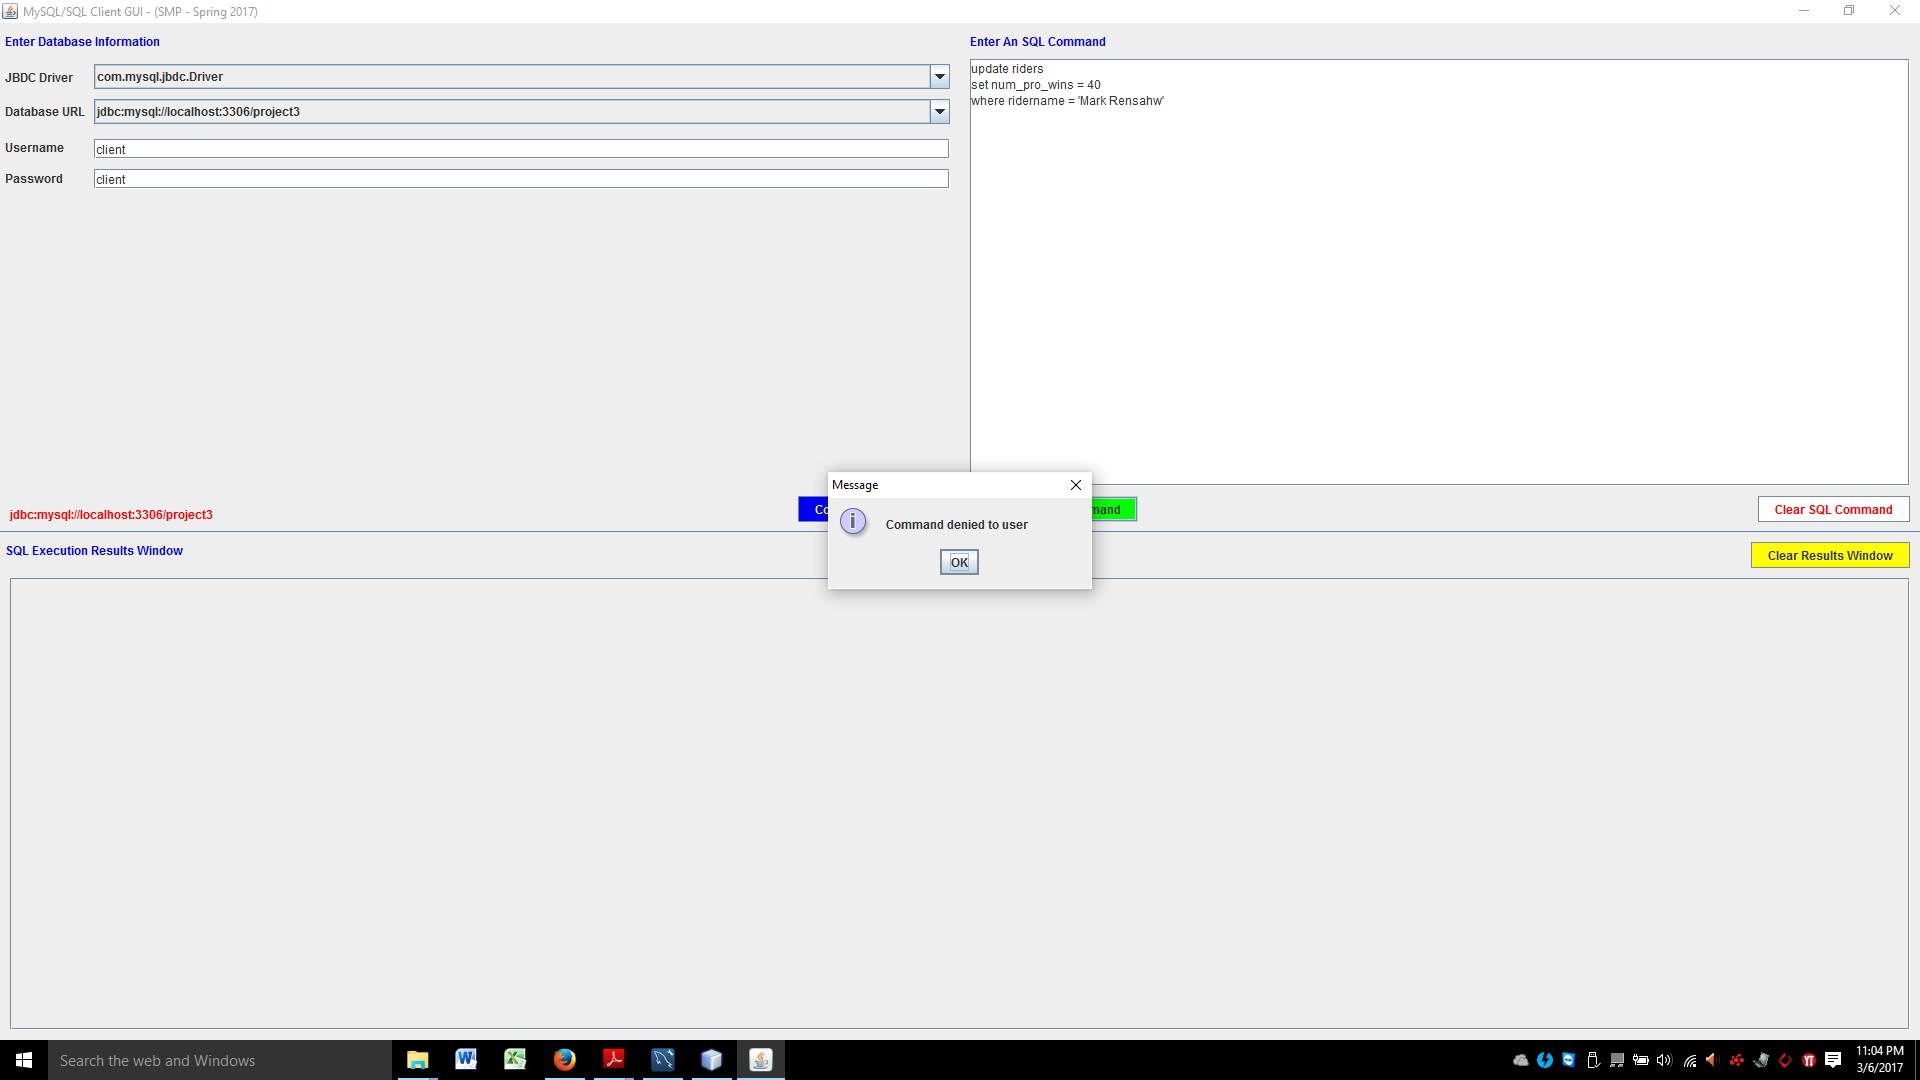 MySQL/SQL Client GUI - (SMP - Spring 2017)
Enter Database Information
JBDC Driver
com.mysql.jbdc.Driver
Database URL
jdbc:mysql://localhost:3306/project3
Username
client
Password
client
Enter An SQL Command
update riders
set num_pro_wins = 40
where ridername = 'Mark Rensahw'
jdbc:mysql://localhost:3306/project3
Co
mand
Clear SQL Command
Message
Command denied to user
OK
SQL Execution Results Window
Clear Results Window
Search the web and Windows
11:04 PM
3/6/2017